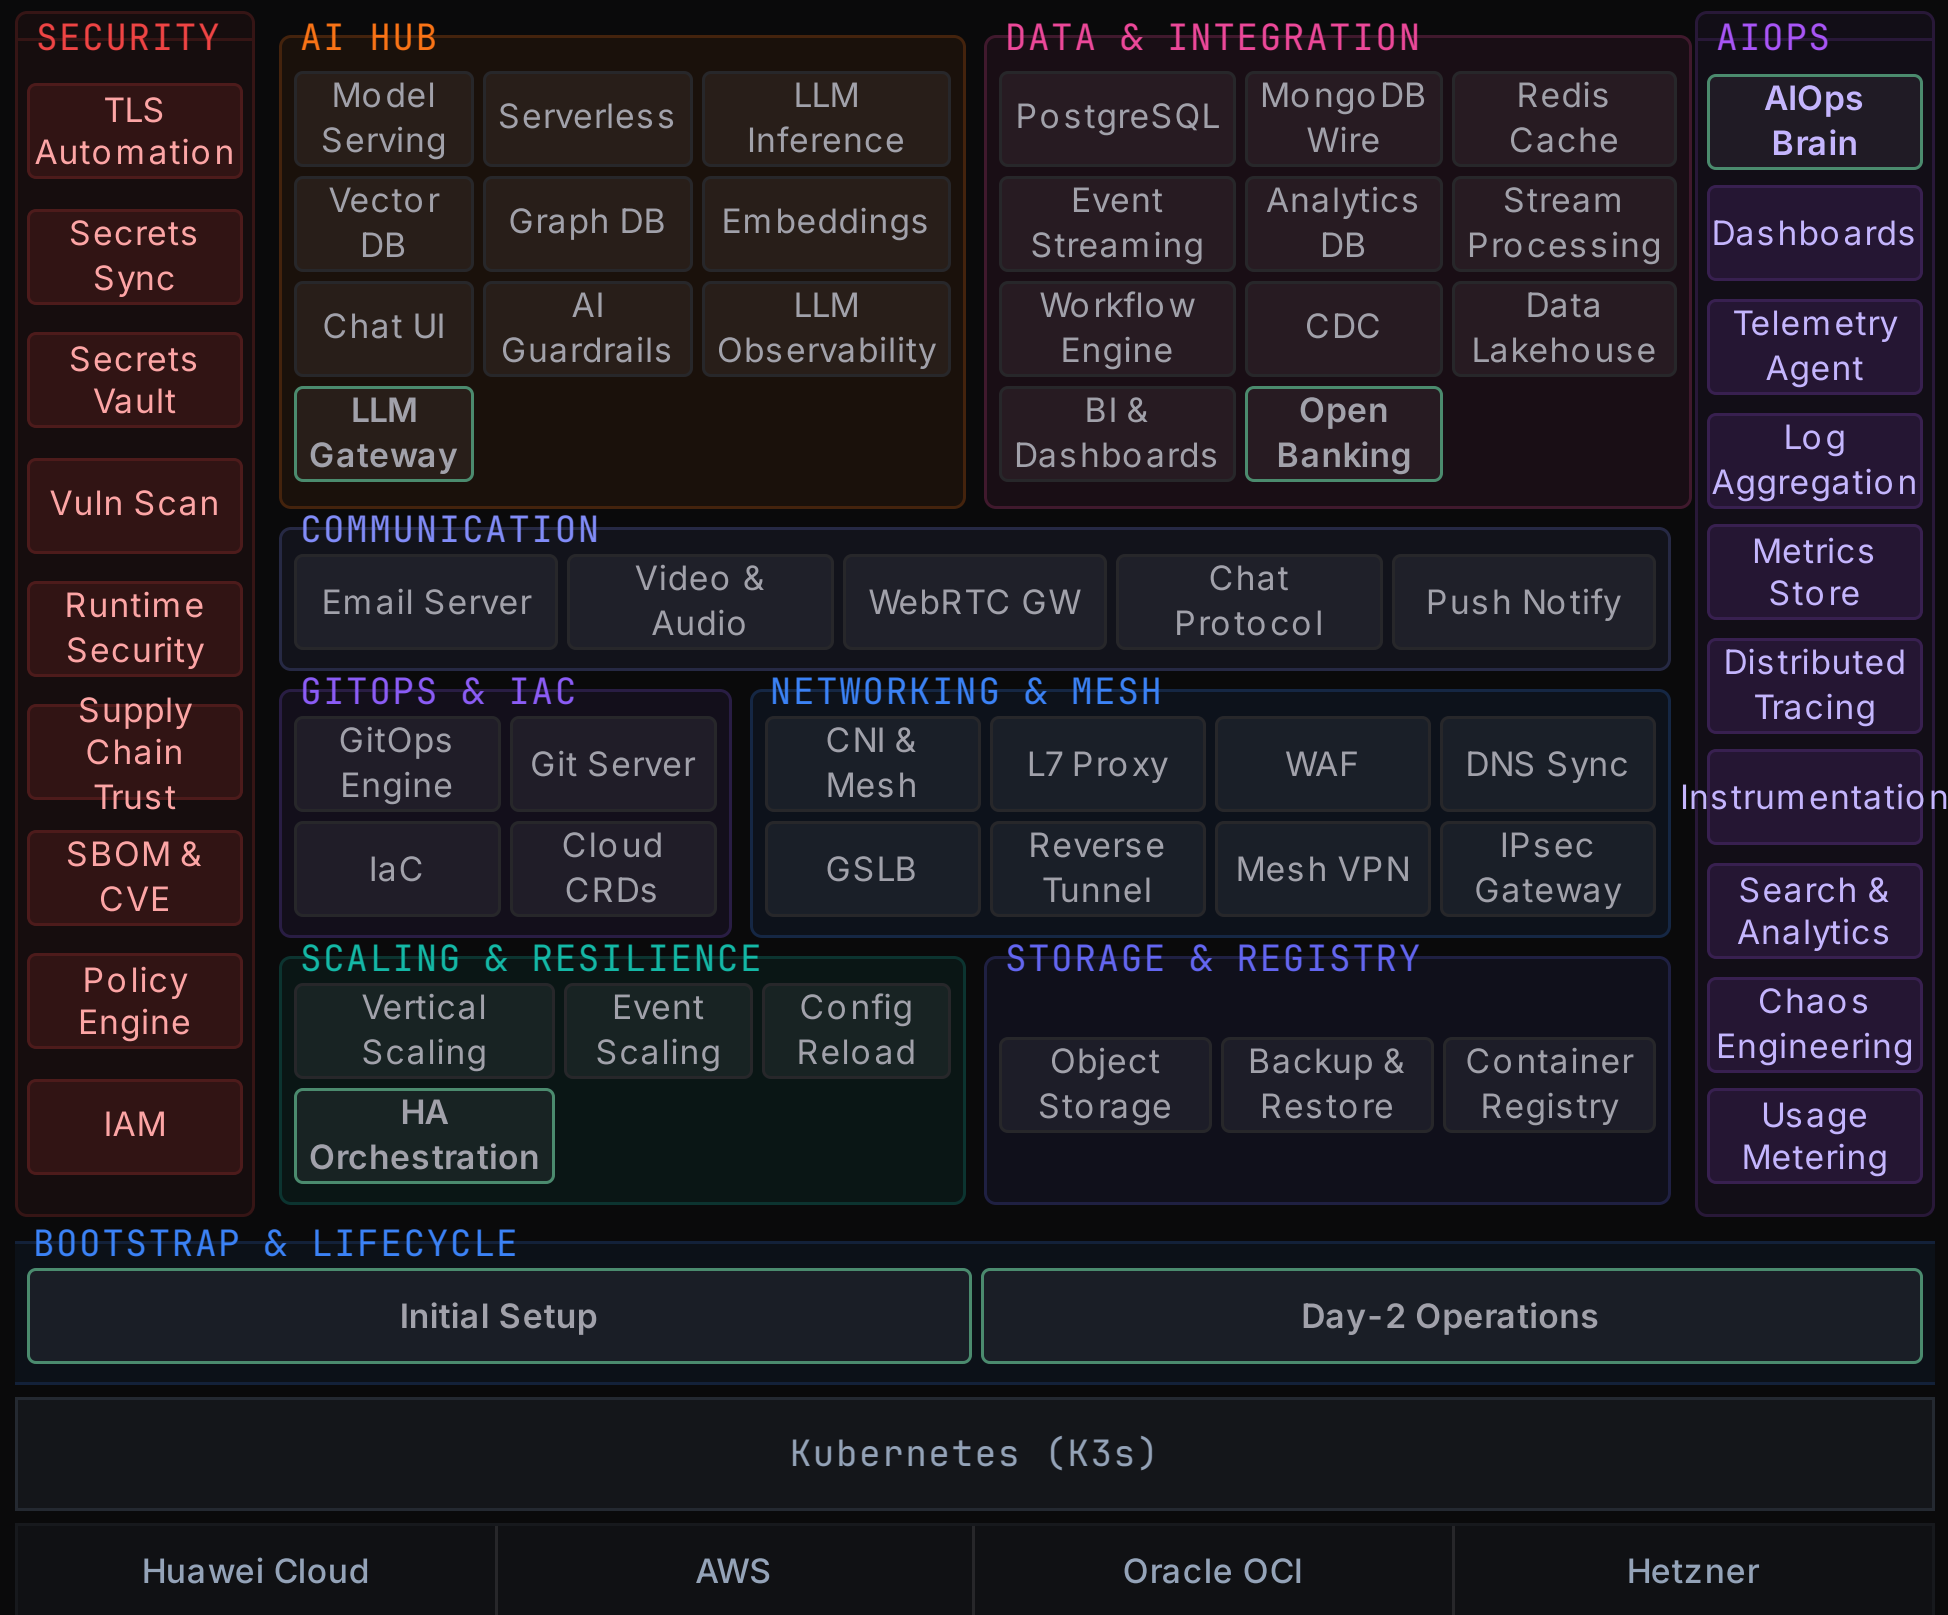 SECURITY
TLS
Automation
Secrets
Sync
Secrets
Vault
Vuln Scan
Runtime
Security
Supply
Chain
Trust
SBOM &
CVE
Policy
Engine
IAM
AI HUB
Model
Serving
Serverless
LLM
Inference
Vector
DB
Graph DB
Embeddings
Chat UI
AI
Guardrails
LLM
Observability
LLM
Gateway
DATA & INTEGRATION
PostgreSQL
MongoDB
Wire
Redis
Cache
Event
Streaming
Analytics
DB
Stream
Processing
Workflow
Engine
CDC
Data
Lakehouse
BI &
Dashboards
Open
Banking
COMMUNICATION
Email Server
Video &
Audio
WebRTC GW
Chat
Protocol
Push Notify
GITOPS & IAC
GitOps
Engine
Git Server
IaC
Cloud
CRDs
NETWORKING & MESH
CNI &
Mesh
L7 Proxy
WAF
DNS Sync
GSLB
Reverse
Tunnel
Mesh VPN
IPsec
Gateway
SCALING & RESILIENCE
Vertical
Scaling
Event
Scaling
Config
Reload
HA
Orchestration
STORAGE & REGISTRY
Object
Storage
Backup &
Restore
Container
Registry
AIOPS
AIOps
Brain
Dashboards
Telemetry
Agent
Log
Aggregation
Metrics
Store
Distributed
Tracing
Instrumentation
Search &
Analytics
Chaos
Engineering
Usage
Metering
BOOTSTRAP & LIFECYCLE
Initial Setup
Day-2 Operations
Kubernetes (K3s)
Huawei Cloud
AWS
Oracle OCI
Hetzner